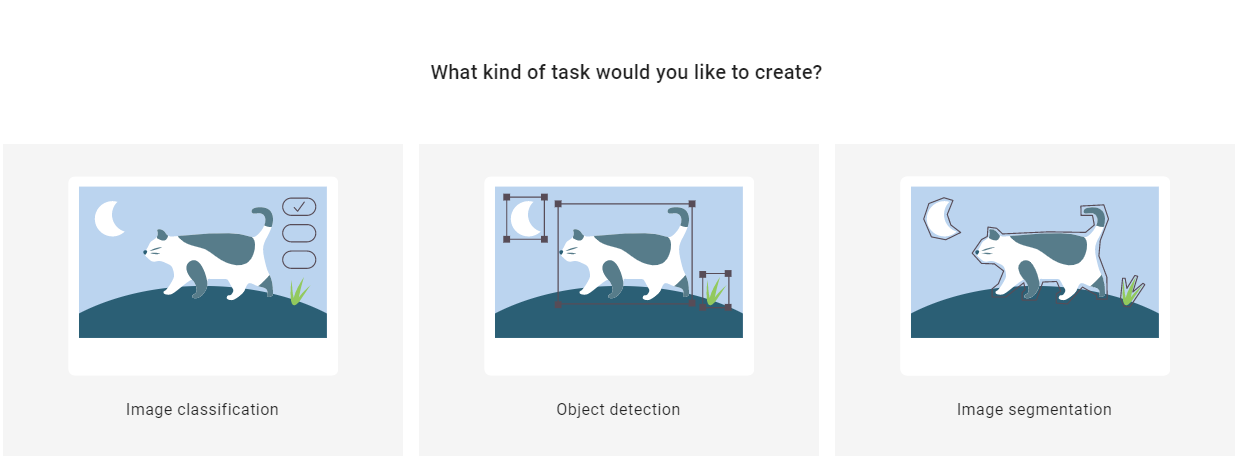 What kind of task would you like to create?
Image classification
Object detection
Image segmentation